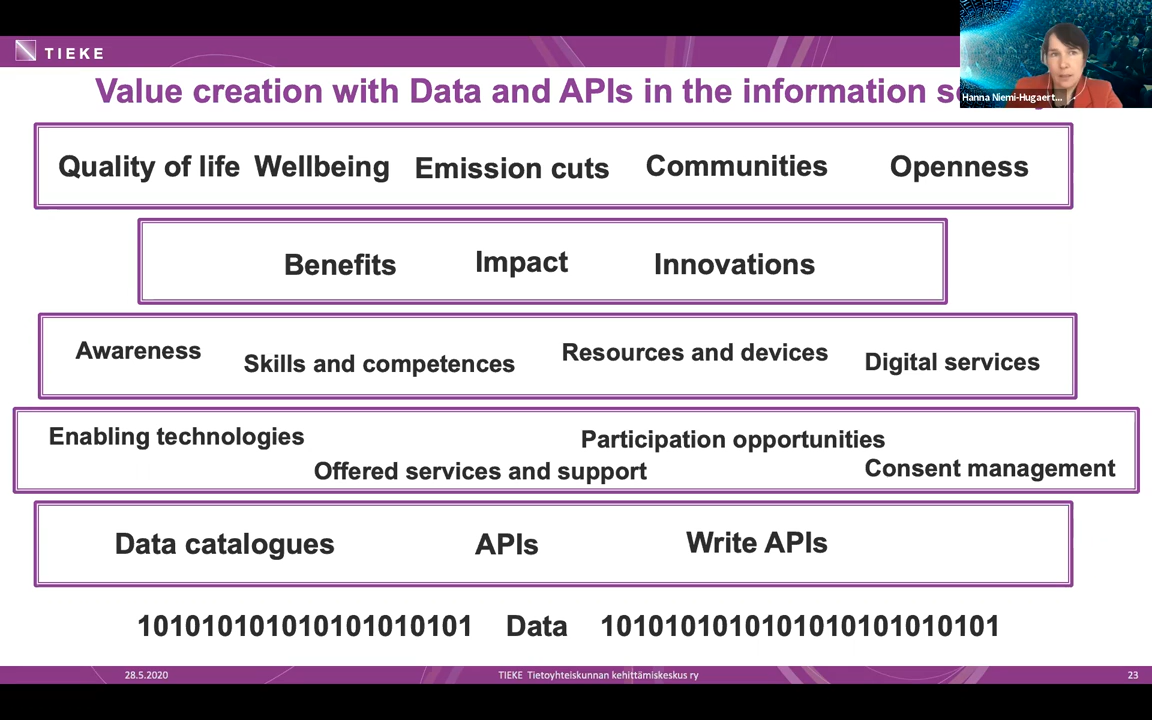 TIEKE
Value creation with Data and APIs in the information
Hanna Niemi-Hugaert...
Quality of life Wellbeing Emission cuts Communities Openness
Benefits Impact Innovations
Awareness Skills and competences Resources and devices Digital services
Enabling technologies Participation opportunities
Offered services and support Consent management
Data catalogues APIs Write APIs
101010101010101010101 Data 1010101010101010101010101
28.5.2020 TIEKE Tietoyhteiskunnan kehittämiskeskus ry 23